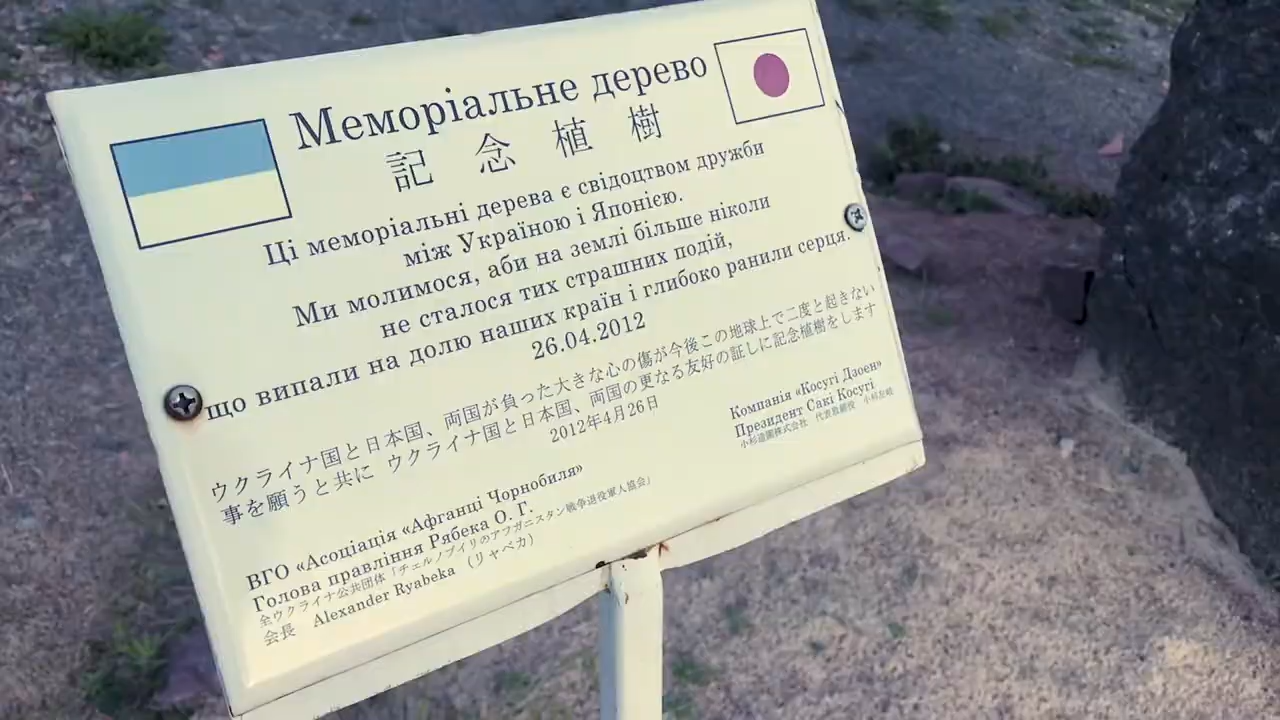 Меморіальне дерево
記念植樹
Ці меморіальні дерева є свідоцтвом дружби
між Україною і Японією.
Ми молимося, аби на землі більше ніколи
не сталося тих страшних подій,
що випали на долю наших країн і глибоко ранили серця.
26.04.2012
ウクライナ国と日本国、両国が負った大きな心の傷が今後この地球上で二度と起きない
事を願うと共に ウクライナ国と日本国、両国の更なる友好の証しに記念植樹をします
2012年4月26日
Компанія «Косугі Дзоен»
Президент Сакі Косугі
小杉造園株式会社 代表取締役 小杉左岐
ВГО «Асоціація «Афганці Чорнобиля»
Голова правління Рябека О. Г.
全ウクライナ公共団体「チェルノブイリのアフガニスタン戦争退役軍人協会」
会長 Alexander Ryabeka (リャベカ)